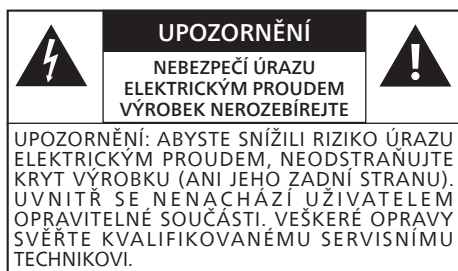 UPOZORNĚNÍ
NEBEZPEČÍ ÚRAZU
ELEKTRICKÝM PROUDEM
VÝROBEK NEROZEBÍREJTE
UPOZORNĚNÍ: ABYSTE SNÍŽILI RIZIKO ÚRAZU
ELEKTRICKÝM PROUDEM, NEODSTRAŇUJTE
KRYT VÝROBKU (ANI JEHO ZADNÍ STRANU).
UVNITŘ SE NENACHÁZÍ UŽIVATELEM
OPRAVITELNÉ SOUČÁSTI. VEŠKERÉ OPRAVY
SVĚŘTE KVALIFIKOVANÉMU SERVISNÍMU
TECHNIKOVI.